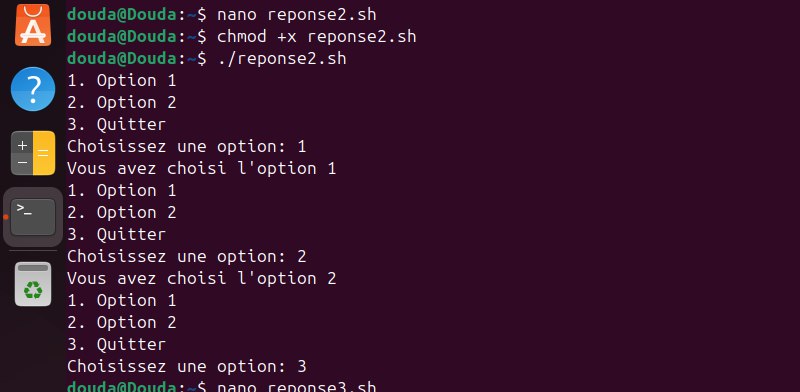 douda@Douda:~$ nano reponse2.sh
douda@Douda:~$ chmod +x reponse2.sh
douda@Douda:~$ ./reponse2.sh
1. Option 1
2. Option 2
3. Quitter
Choisissez une option: 1
Vous avez choisi l'option 1
1. Option 1
2. Option 2
3. Quitter
Choisissez une option: 2
Vous avez choisi l'option 2
1. Option 1
2. Option 2
3. Quitter
Choisissez une option: 3
douda@Douda:~$ nano reponse3.sh